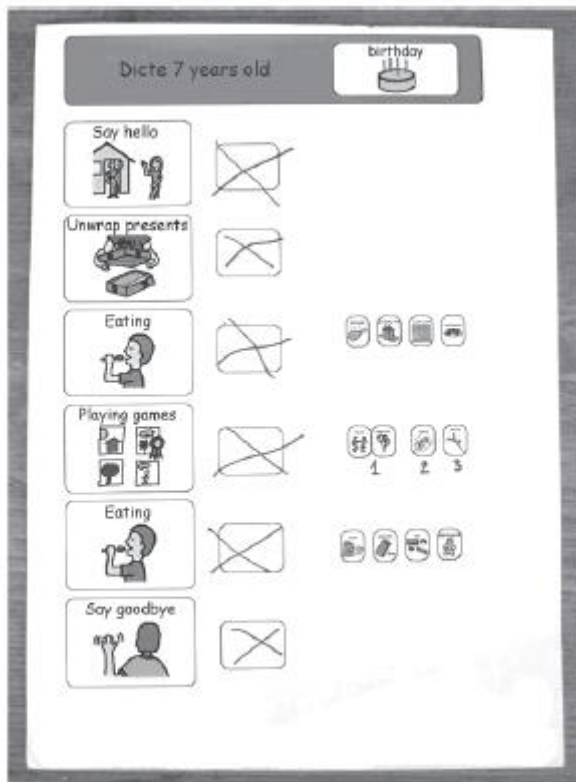 Dicte 7 years old
birthday
Say hello
Unwrap presents
Eating
Playing games
1 2 3
Eating
Say goodbye